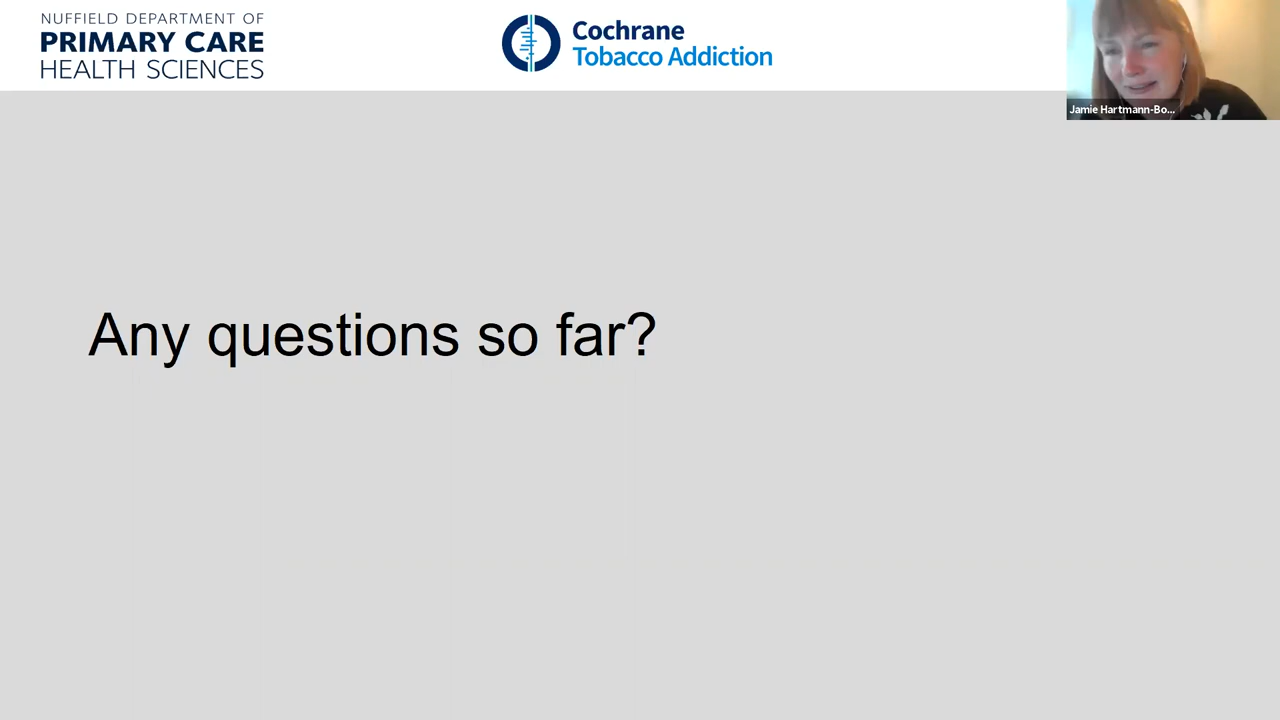 NUFFIELD DEPARTMENT OF
PRIMARY CARE
HEALTH SCIENCES
Cochrane
Tobacco Addiction
Jamie Hartmann-Bo...
Any questions so far?